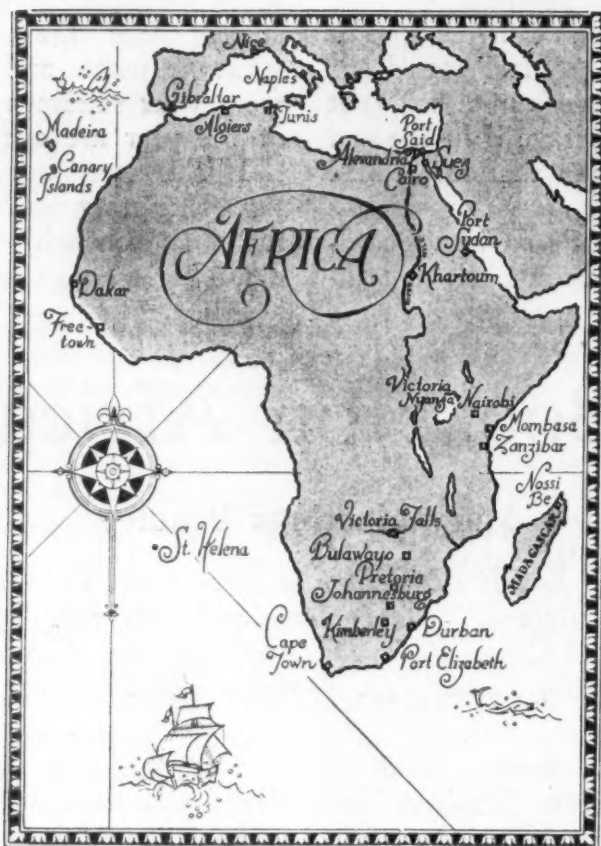 Nice
Naples
Gibraltar
Algiers
Tunis
Madeira
Canary
Islands
Port
Said
Alexandria
Suez
Cairo
AFRICA
Port
Sudan
Khartoum
Dakar
Free-
town
Victoria
Nyanza
Nairobi
Mombasa
Zanzibar
Nossi
Be
MADAGASCAR
St. Helena
Victoria Falls
Bulawayo
Pretoria
Johannesburg
Kimberley
Durban
Cape
Town
Port Elizabeth